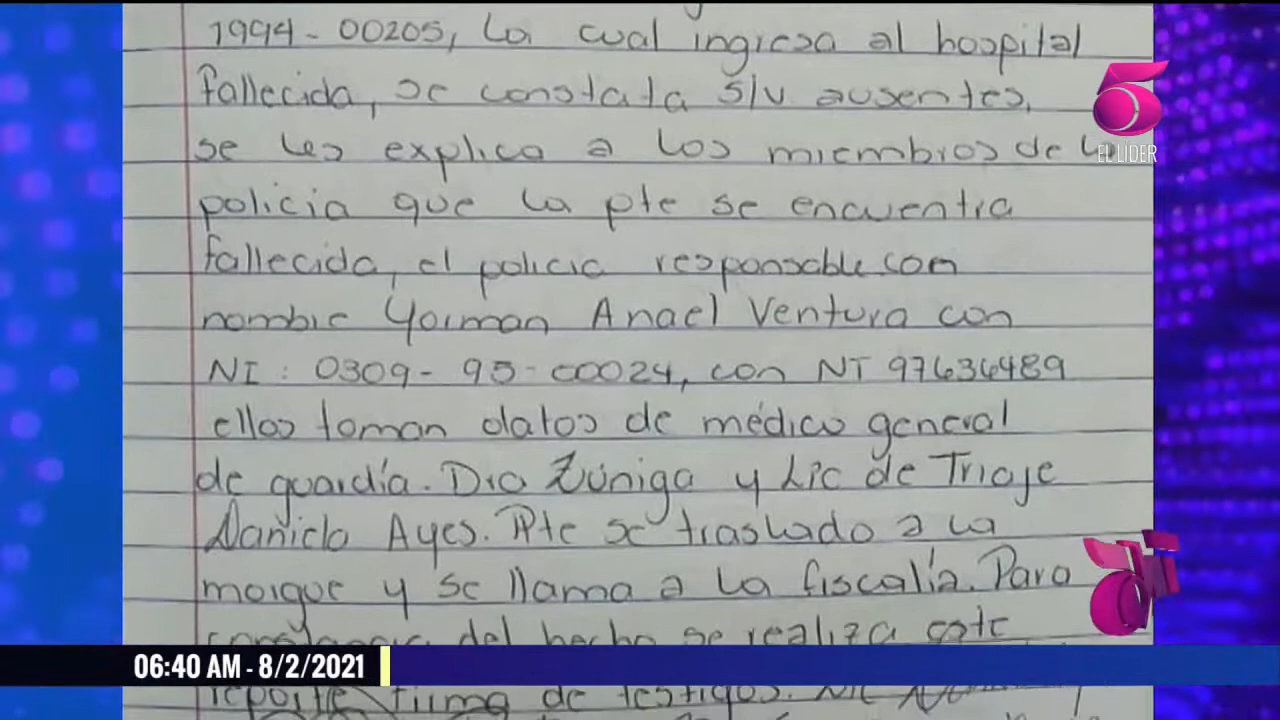 1994-00205, la cual ingresa al hospital
fallecida, se constata s/v ausentes,
se les explica a los miembros de la
policia que la pte se encuentra
fallecida, el policia responsable con
nombre Yorman Anael Ventura con
NI: 0309-95-00024, con NT 97636489
ellos toman datos de médico general
de guardía. Dra Zúniga y Lic de Triaje
Daniela Ayes. Pte se traslado a la
morgue y se llama a la fiscalía. Para
constancia del hecho se realiza este
reporte firma de testigos.
5
EL LIDER
06:40 AM - 8/2/2021